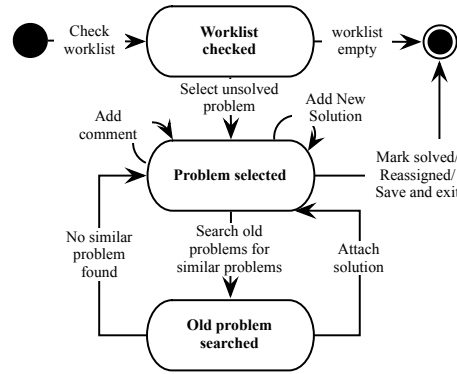 Check
worklist
Worklist
checked
worklist
empty
Select unsolved
problem
Add
comment
Add New
Solution
Problem selected
Mark solved/
Reassigned/
Save and exit
No similar
problem
found
Search old
problems for
similar problems
Attach
solution
Old problem
searched